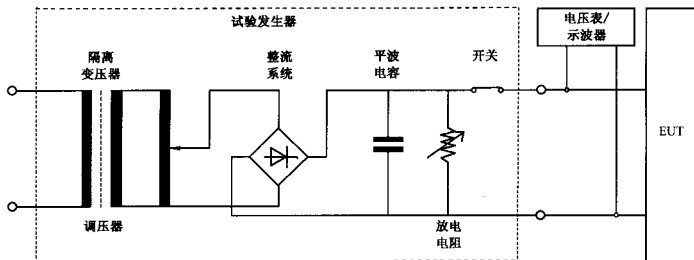 试验发生器
电压表/
示波器
隔离
变压器
整流
系统
平波
电容
开关
EUT
调压器
放电
电阻